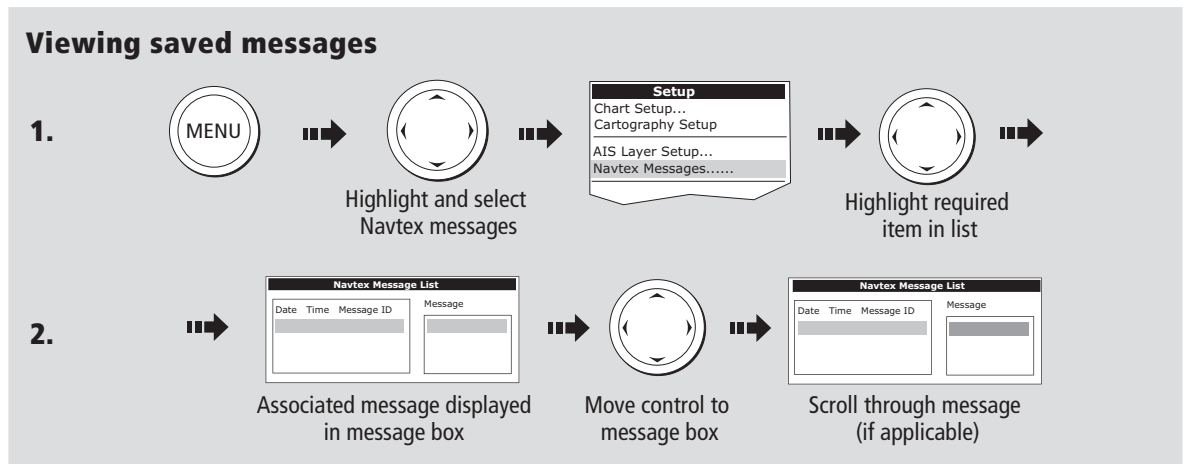 Viewing saved messages
1.
MENU
Highlight and select
Navtex messages
Setup
Chart Setup...
Cartography Setup
AIS Layer Setup...
Navtex Messages......
Highlight required
item in list
2.
Navtex Message List
Date Time Message ID
Message
Associated message displayed
in message box
Move control to
message box
Navtex Message List
Date Time Message ID
Message
Scroll through message
(if applicable)